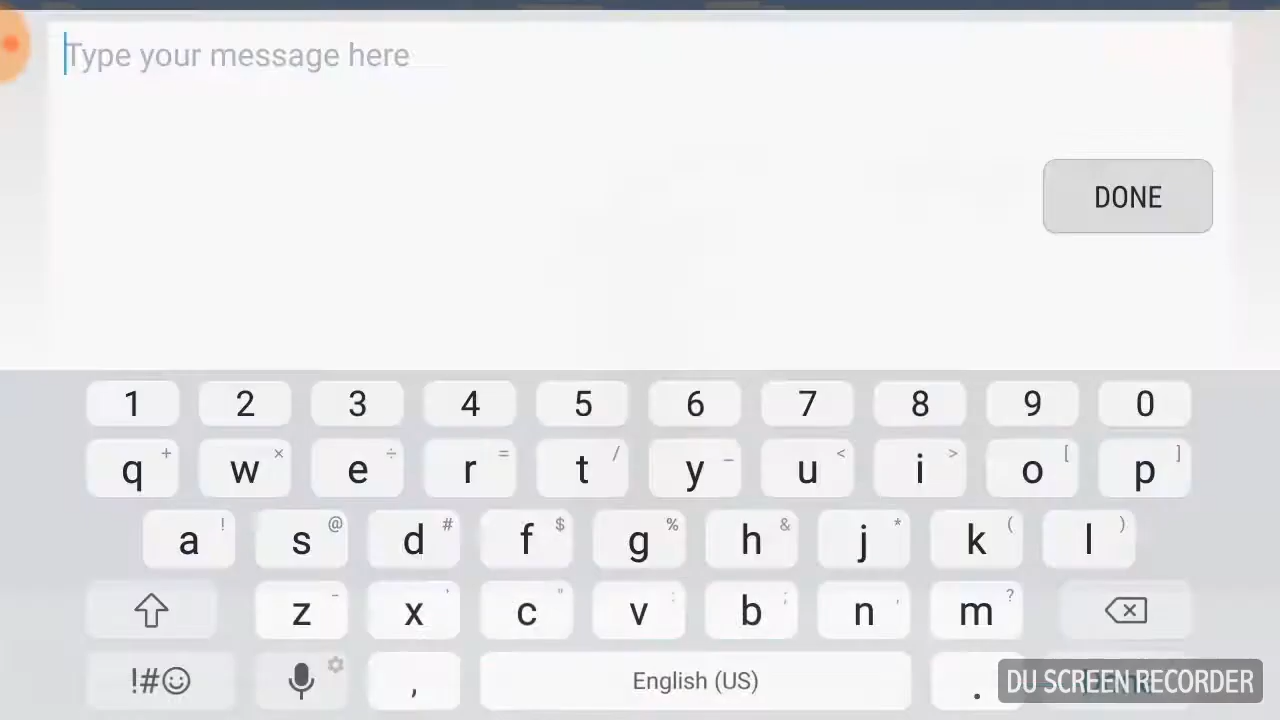 Type your message here
DONE
1 2 3 4 5 6 7 8 9 0
q + w × e ÷ r = t / y _ u < i > o [ p ]
a ! s @ d # f $ g % h & j * k ( l )
z - x ' c " v : b ; n , m ?
!#☺ , English (US) .
DU SCREEN RECORDER